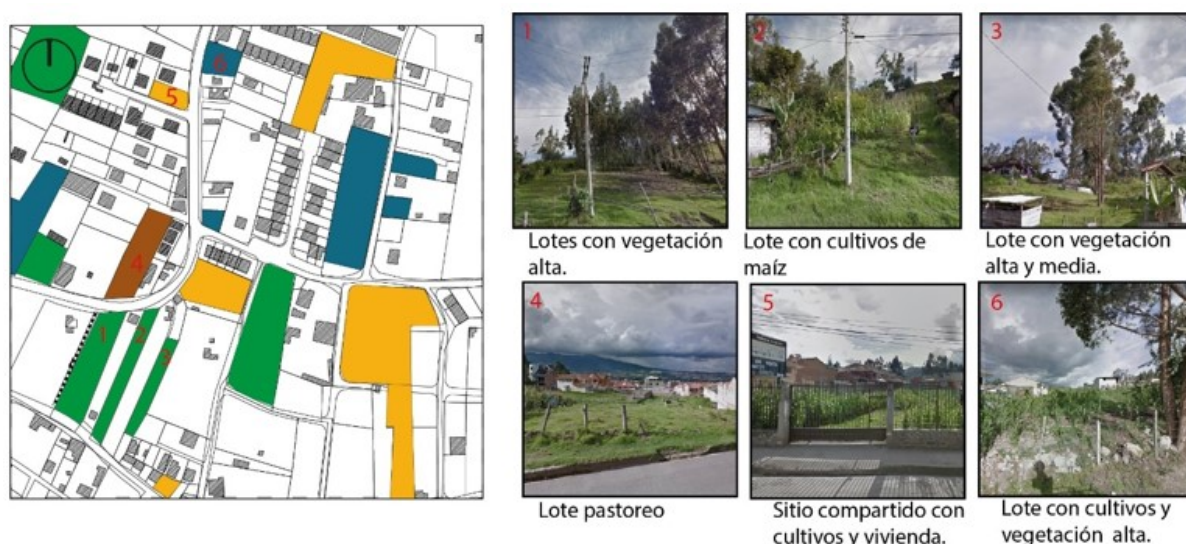 6
5
4
1
2
3
1
2
3
Lotes con vegetación
alta.
Lote con cultivos de
maíz
Lote con vegetación
alta y media.
4
5
6
Lote pastoreo
Sitio compartido con
cultivos y vivienda.
Lote con cultivos y
vegetación alta.